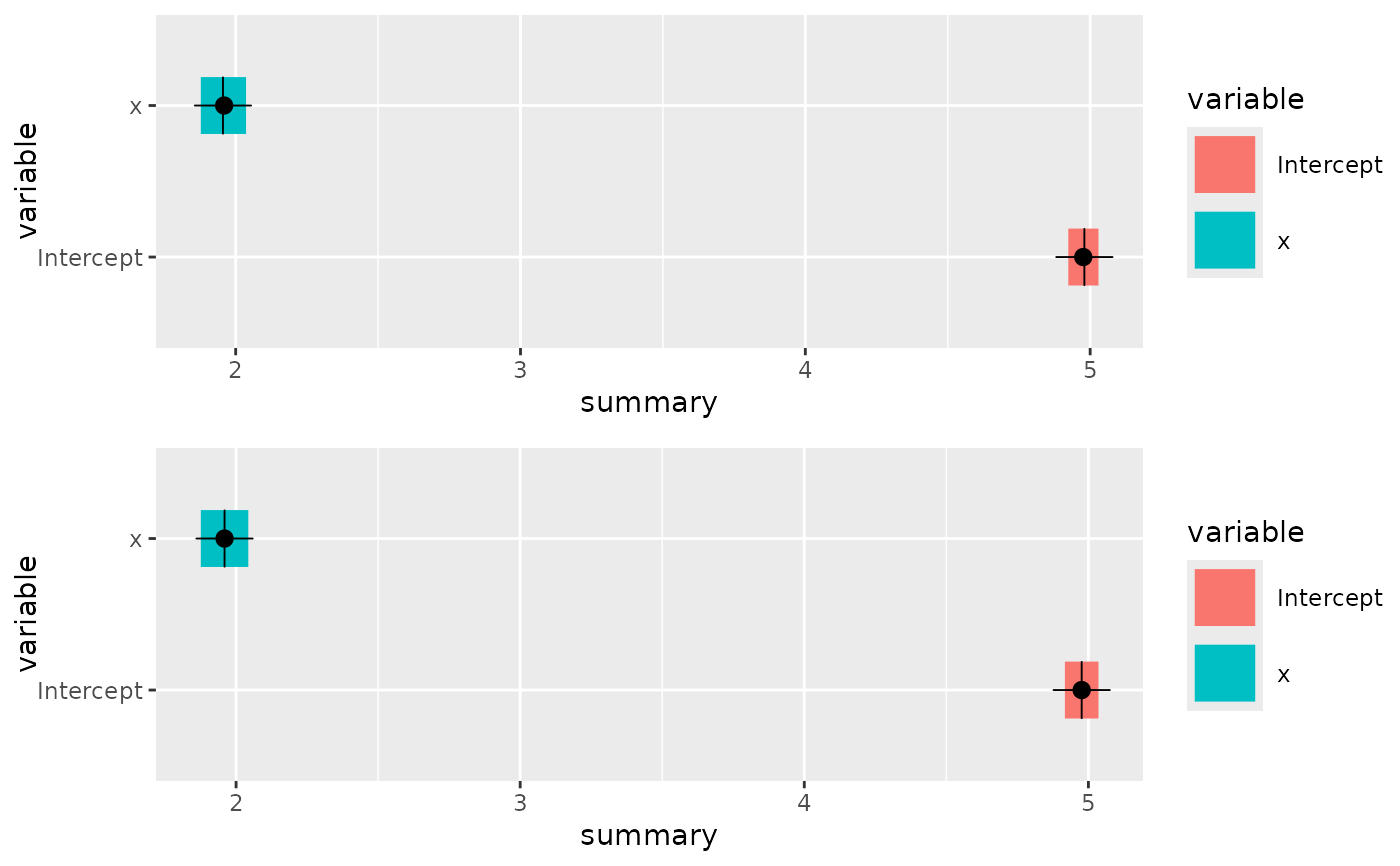 variable
x
Intercept
2 3 4 5
summary
variable
Intercept
x
variable
x
Intercept
2 3 4 5
summary
variable
Intercept
x